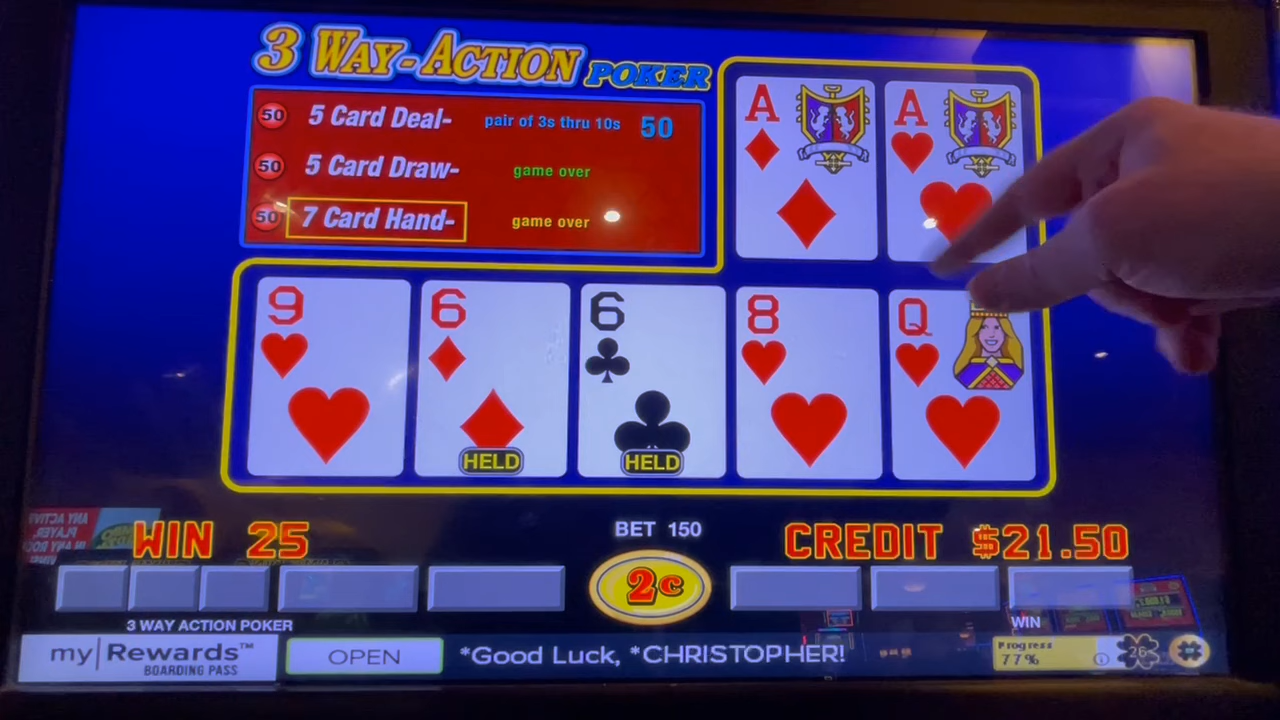 3 WAY-ACTION POKER
50 5 Card Deal- pair of 3s thru 10s 50
50 5 Card Draw- game over
50 7 Card Hand- game over
A A
9 6 6 8 Q
HELD HELD
WIN 25 BET 150 CREDIT $21.50
2¢
3 WAY ACTION POKER WIN
my|Rewards™ BOARDING PASS
OPEN
*Good Luck, *CHRISTOPHER!
Progress
77%
26